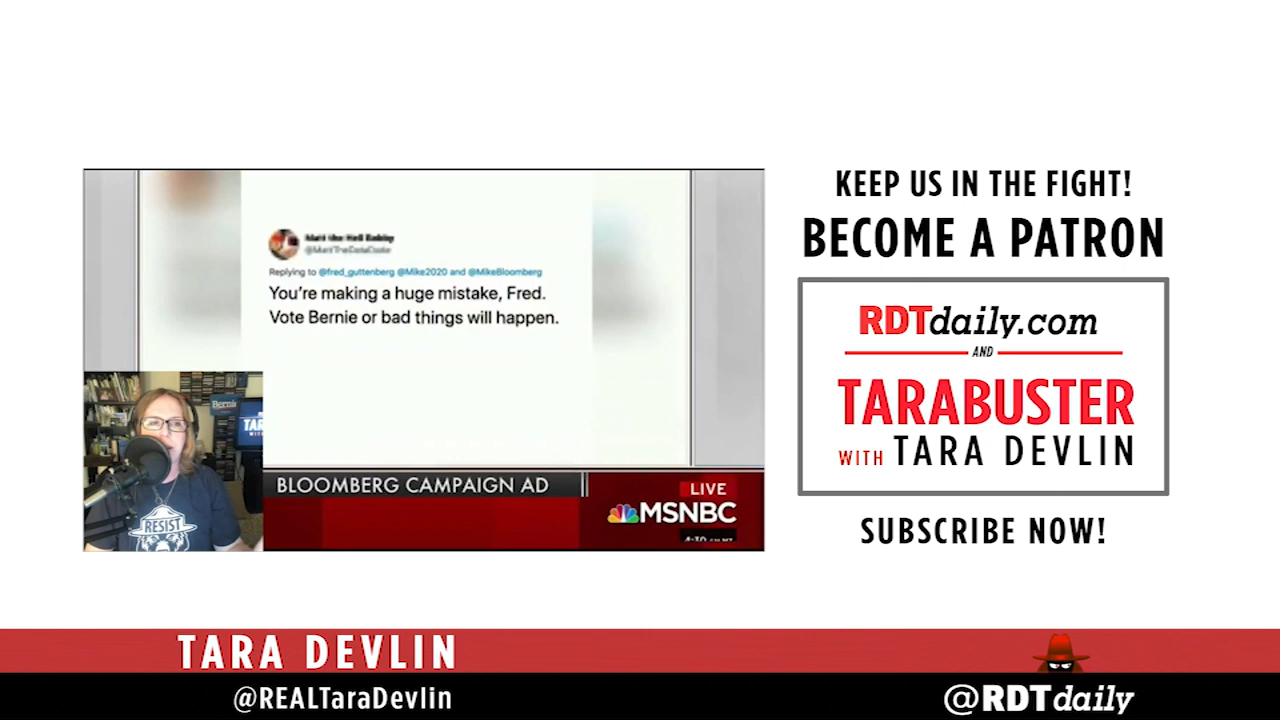 Replying to @fred_guttenberg @Mike2020 and @MikeBloomberg
You're making a huge mistake, Fred.
Vote Bernie or bad things will happen.
Bernie
RESIST
BLOOMBERG CAMPAIGN AD
LIVE
MSNBC
KEEP US IN THE FIGHT!
BECOME A PATRON
RDTdaily.com
AND
TARABUSTER
WITH TARA DEVLIN
SUBSCRIBE NOW!
TARA DEVLIN
@REALTaraDevlin
@RDTdaily